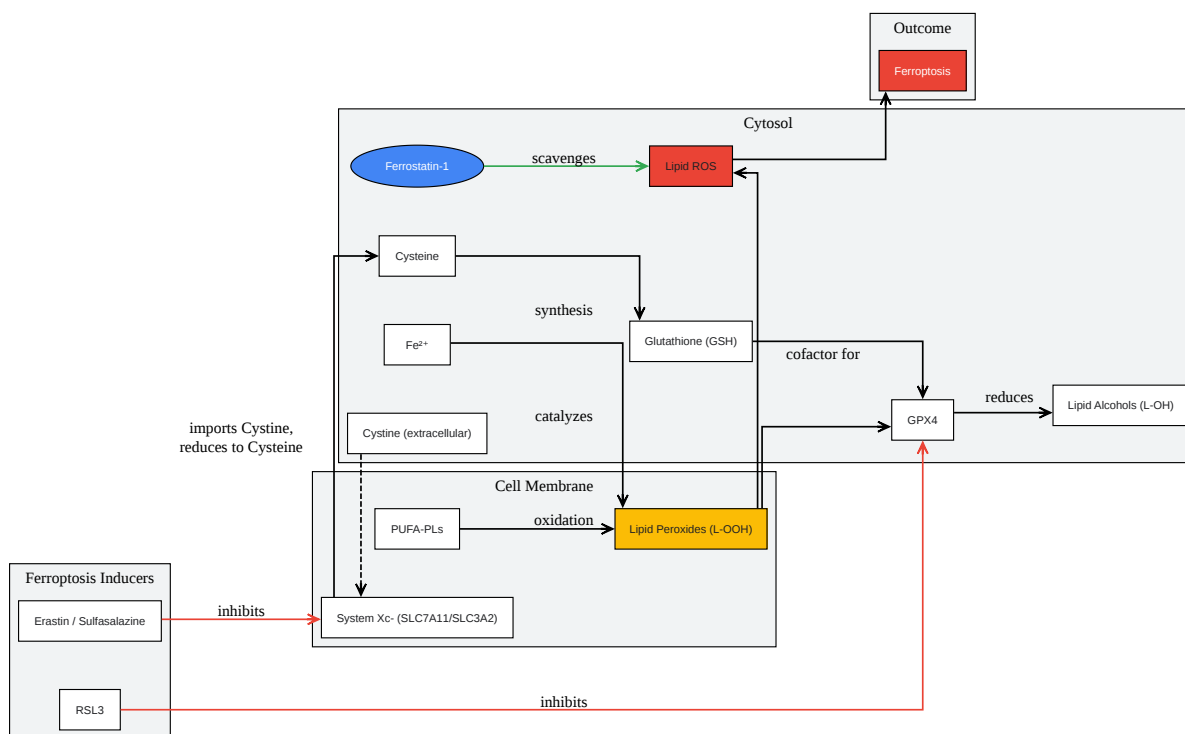 Outcome
Ferroptosis
Cytosol
Ferrostatin-1
scavenges
Lipid ROS
Cysteine
synthesis
Glutathione (GSH)
Fe²⁺
cofactor for
reduces
Lipid Alcohols (L-OH)
GPX4
catalyzes
Cystine (extracellular)
imports Cystine,
reduces to Cysteine
Cell Membrane
PUFA-PLs
oxidation
Lipid Peroxides (L-OOH)
Ferroptosis Inducers
Erastin / Sulfasalazine
inhibits
System Xc- (SLC7A11/SLC3A2)
RSL3
inhibits